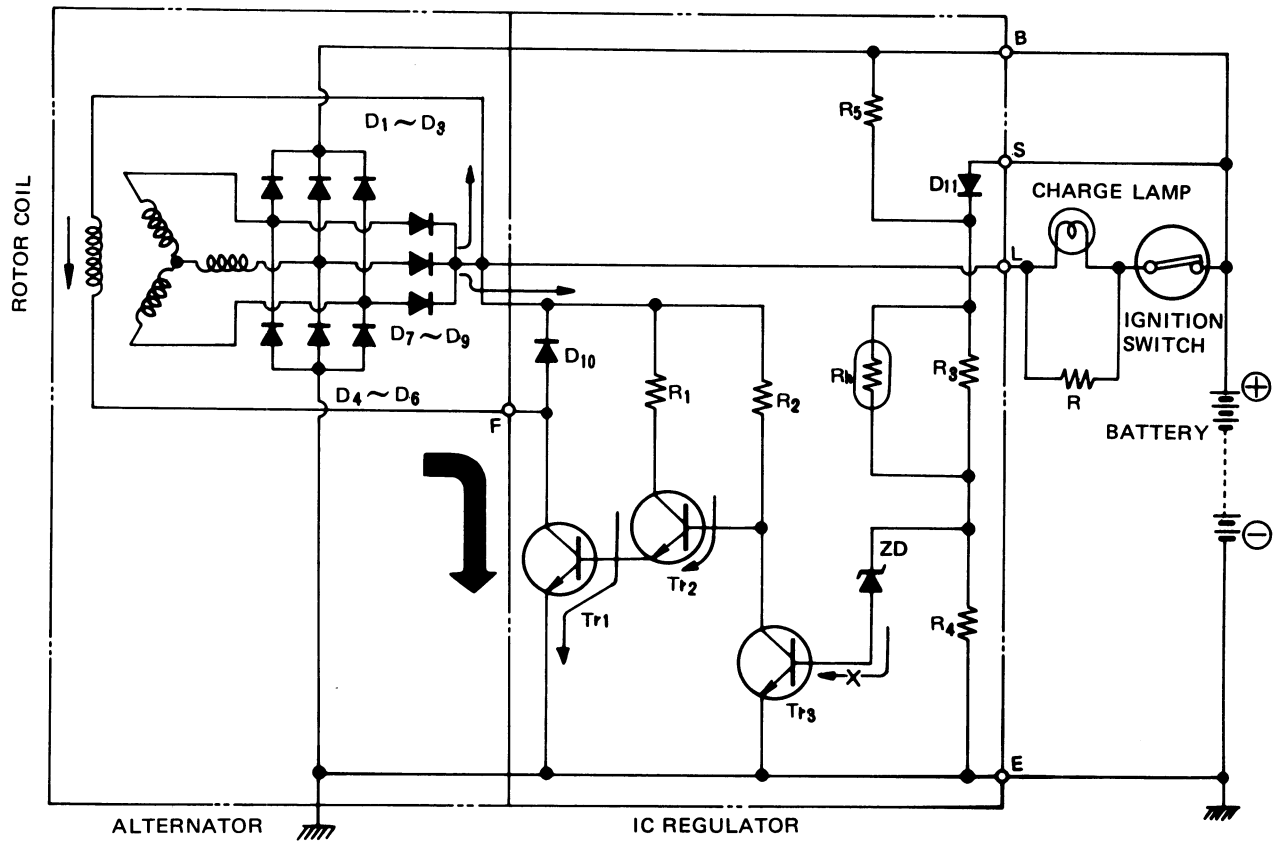 B
D1~D3
R5
S
D11
CHARGE LAMP
ROTOR COIL
L
D7~D9
IGNITION
SWITCH
D10
R1
R2
Rh
R3
R
D4~D6
F
BATTERY
+
−
ZD
Tr2
Tr1
R4
X
Tr3
E
ALTERNATOR
IC REGULATOR